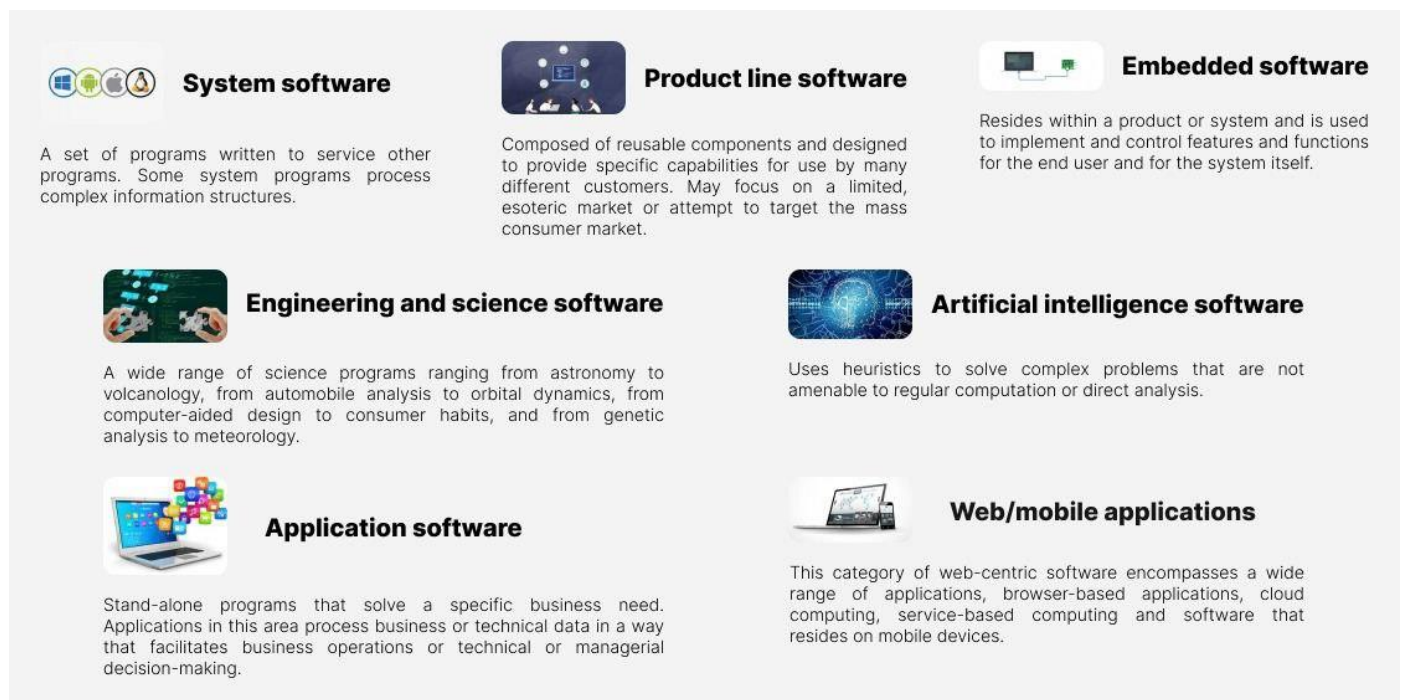 System software
A set of programs written to service other
programs. Some system programs process
complex information structures.
Product line software
Composed of reusable components and designed
to provide specific capabilities for use by many
different customers. May focus on a limited,
esoteric market or attempt to target the mass
consumer market.
Embedded software
Resides within a product or system and is used
to implement and control features and functions
for the end user and for the system itself.
Engineering and science software
A wide range of science programs ranging from astronomy to
volcanology, from automobile analysis to orbital dynamics, from
computer-aided design to consumer habits, and from genetic
analysis to meteorology.
Artificial intelligence software
Uses heuristics to solve complex problems that are not
amenable to regular computation or direct analysis.
Application software
Stand-alone programs that solve a specific business need.
Applications in this area process business or technical data in a way
that facilitates business operations or technical or managerial
decision-making.
Web/mobile applications
This category of web-centric software encompasses a wide
range of applications, browser-based applications, cloud
computing, service-based computing and software that
resides on mobile devices.